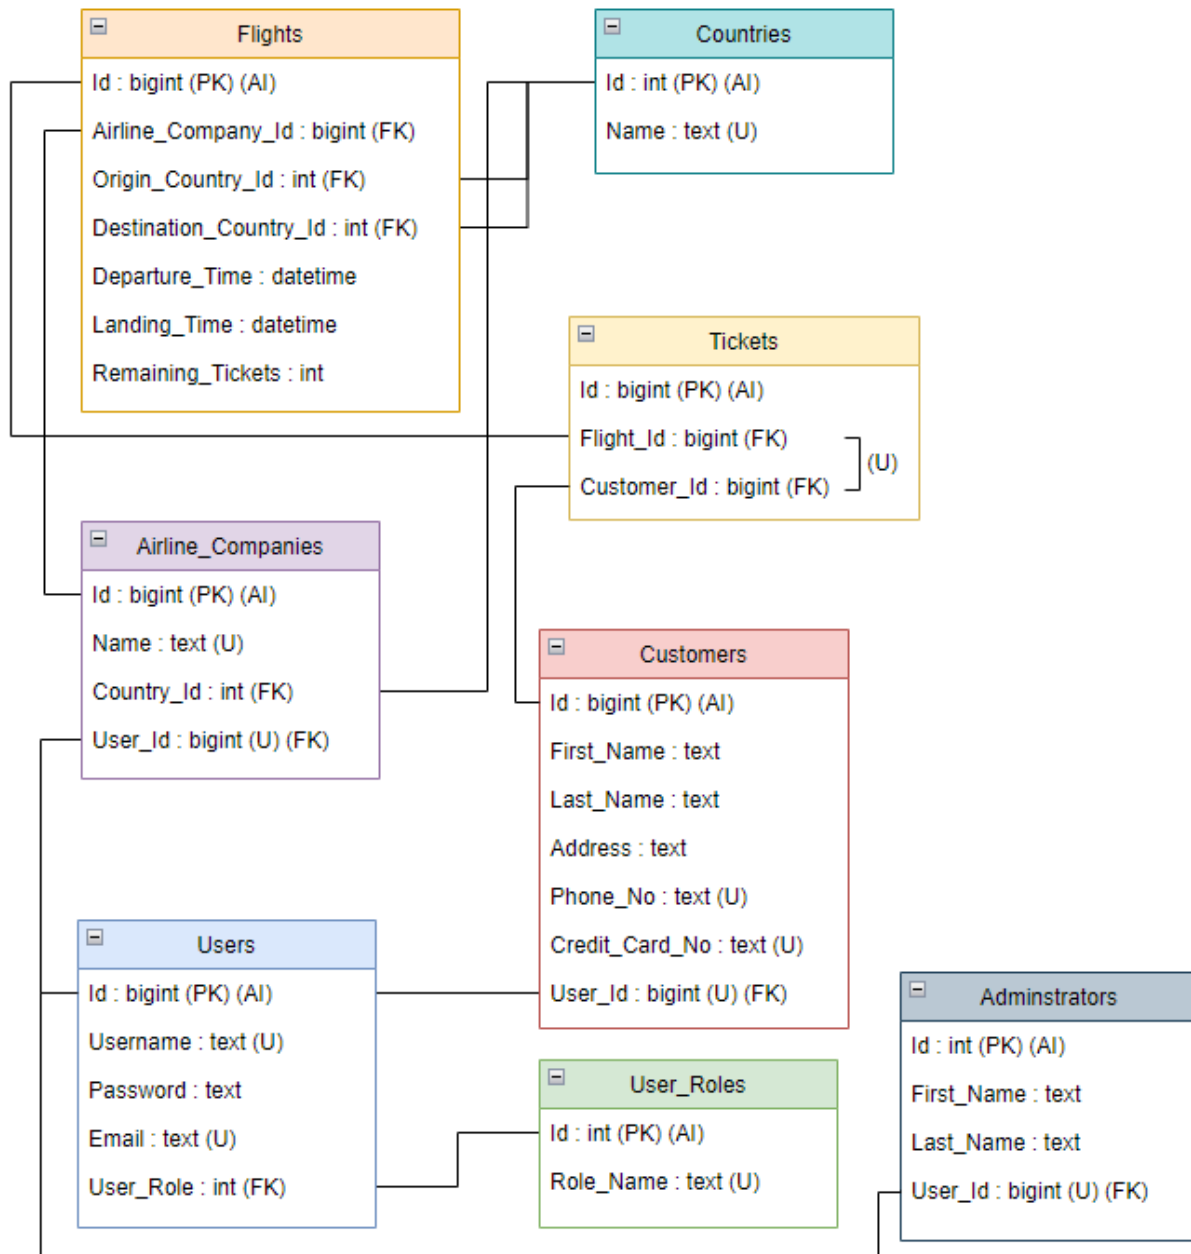 Flights
Id : bigint (PK) (AI)
Airline_Company_Id : bigint (FK)
Origin_Country_Id : int (FK)
Destination_Country_Id : int (FK)
Departure_Time : datetime
Landing_Time : datetime
Remaining_Tickets : int
Countries
Id : int (PK) (AI)
Name : text (U)
Tickets
Id : bigint (PK) (AI)
Flight_Id : bigint (FK)
Customer_Id : bigint (FK)
(U)
Airline_Companies
Id : bigint (PK) (AI)
Name : text (U)
Country_Id : int (FK)
User_Id : bigint (U) (FK)
Customers
Id : bigint (PK) (AI)
First_Name : text
Last_Name : text
Address : text
Phone_No : text (U)
Credit_Card_No : text (U)
User_Id : bigint (U) (FK)
Users
Id : bigint (PK) (AI)
Username : text (U)
Password : text
Email : text (U)
User_Role : int (FK)
User_Roles
Id : int (PK) (AI)
Role_Name : text (U)
Adminstrators
Id : int (PK) (AI)
First_Name : text
Last_Name : text
User_Id : bigint (U) (FK)